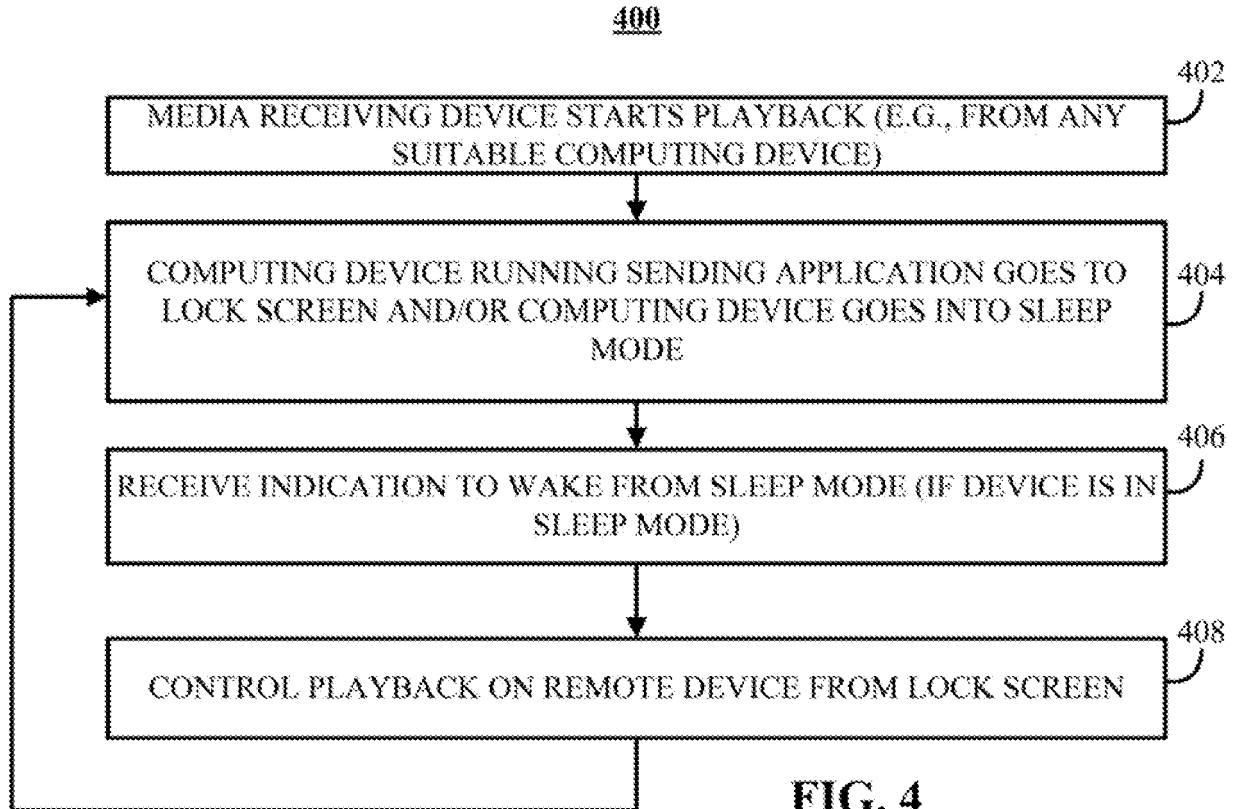 400
402
MEDIA RECEIVING DEVICE STARTS PLAYBACK (E.G., FROM ANY
SUITABLE COMPUTING DEVICE)
COMPUTING DEVICE RUNNING SENDING APPLICATION GOES TO
LOCK SCREEN AND/OR COMPUTING DEVICE GOES INTO SLEEP
MODE
404
406
RECEIVE INDICATION TO WAKE FROM SLEEP MODE (IF DEVICE IS IN
SLEEP MODE)
408
CONTROL PLAYBACK ON REMOTE DEVICE FROM LOCK SCREEN
FIG. 4